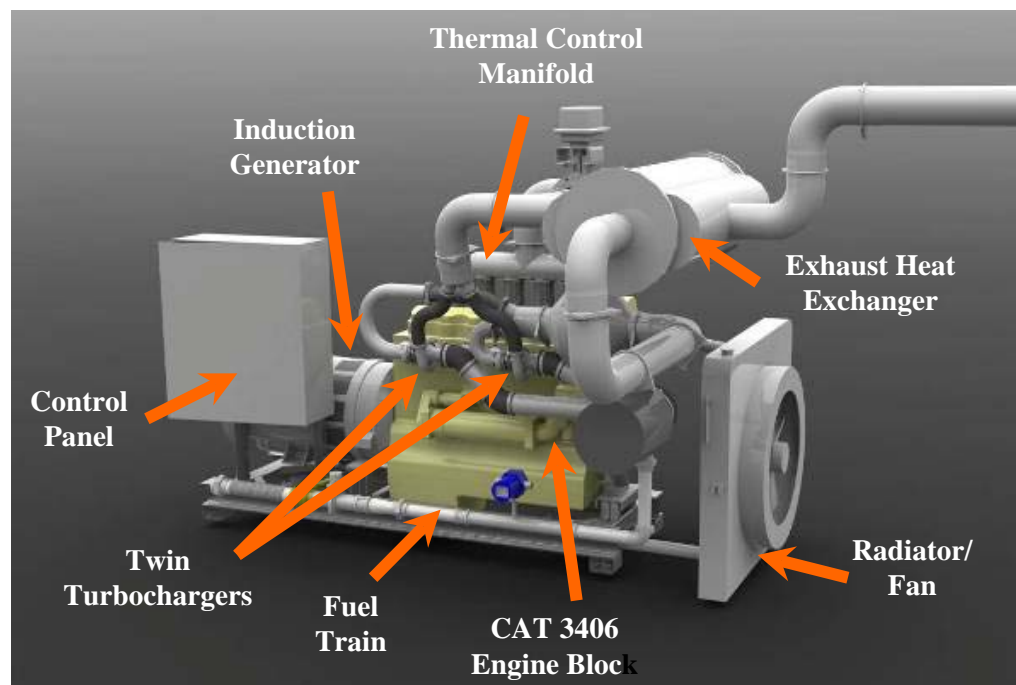 Thermal Control
Manifold
Induction
Generator
Exhaust Heat
Exchanger
Control
Panel
Twin
Turbochargers
Fuel
Train
CAT 3406
Engine Block
Radiator/
Fan